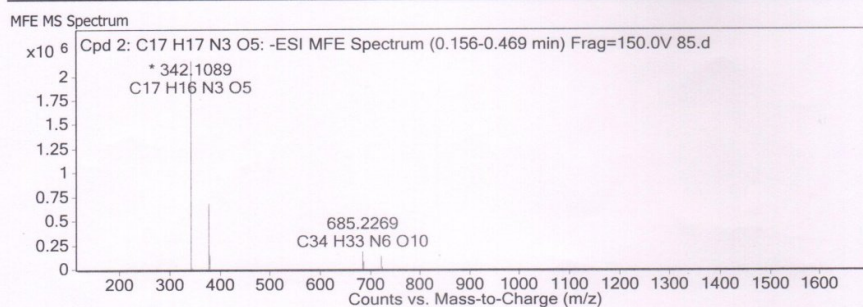 MFE MS Spectrum
x10 6 Cpd 2: C17 H17 N3 O5: -ESI MFE Spectrum (0.156-0.469 min) Frag=150.0V 85.d
2
* 342.1089
C17 H16 N3 O5
1.75
1.5
1.25
1
0.75
0.5
685.2269
C34 H33 N6 O10
0.25
0
200 300 400 500 600 700 800 900 1000 1100 1200 1300 1400 1500 1600
Counts vs. Mass-to-Charge (m/z)